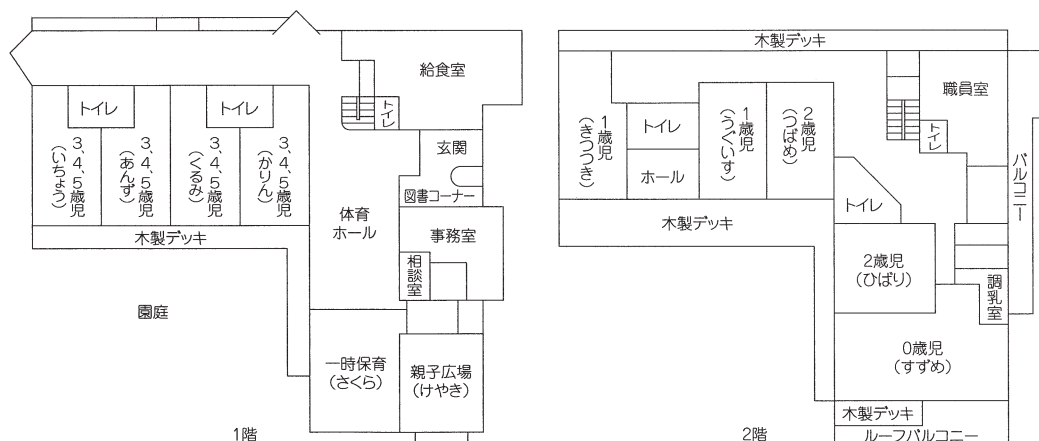 給食室
トイレ
トイレ
トイレ
3、4、5歳児
(いちょう)
3、4、5歳児
(あんず)
3、4、5歳児
(くるみ)
3、4、5歳児
(かりん)
玄関
図書コーナー
体育
ホール
事務室
相談室
木製デッキ
園庭
一時保育
(さくら)
親子広場
(けやき)
1階
木製デッキ
職員室
トイレ
バルコニー
1歳児
(きつつき)
トイレ
ホール
1歳児
(うぐいす)
2歳児
(つばめ)
トイレ
木製デッキ
2歳児
(ひばり)
調乳室
0歳児
(すずめ)
木製デッキ
ルーフバルコニー
2階